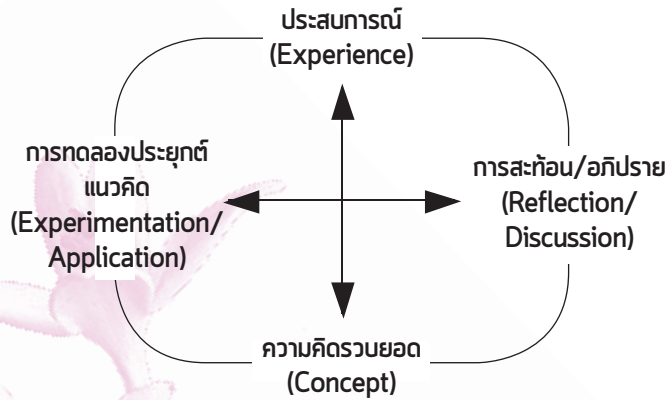 ประสบการณ์
(Experience)
การทดลองประยุกต์
แนวคิด
(Experimentation/
Application)
การสะท้อน/อภิปราย
(Reflection/
Discussion)
ความคิดรวบยอด
(Concept)